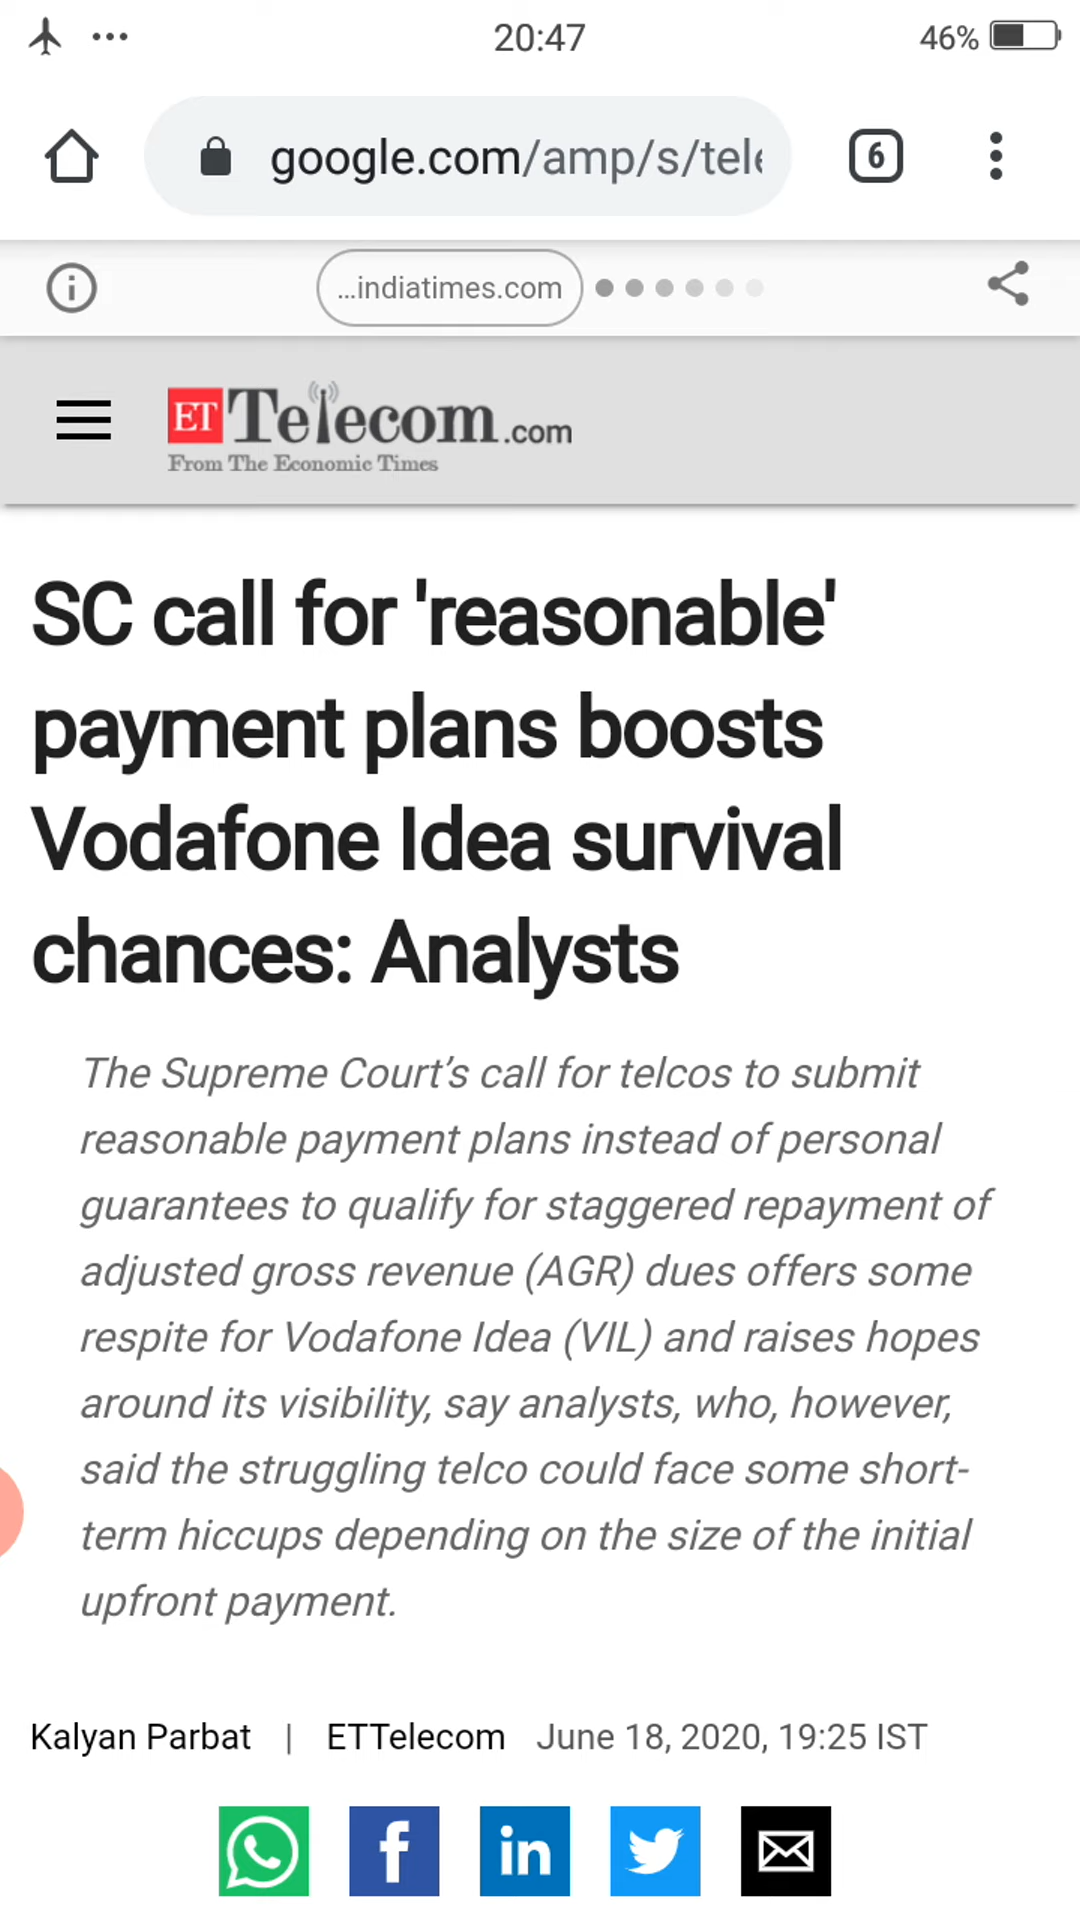 20:47
46%
google.com/amp/s/tele
6
...indiatimes.com
ET Telecom.com
From The Economic Times
SC call for 'reasonable'
payment plans boosts
Vodafone Idea survival
chances: Analysts
The Supreme Court's call for telcos to submit
reasonable payment plans instead of personal
guarantees to qualify for staggered repayment of
adjusted gross revenue (AGR) dues offers some
respite for Vodafone Idea (VIL) and raises hopes
around its visibility, say analysts, who, however,
said the struggling telco could face some short-
term hiccups depending on the size of the initial
upfront payment.
Kalyan Parbat | ETTelecom June 18, 2020, 19:25 IST